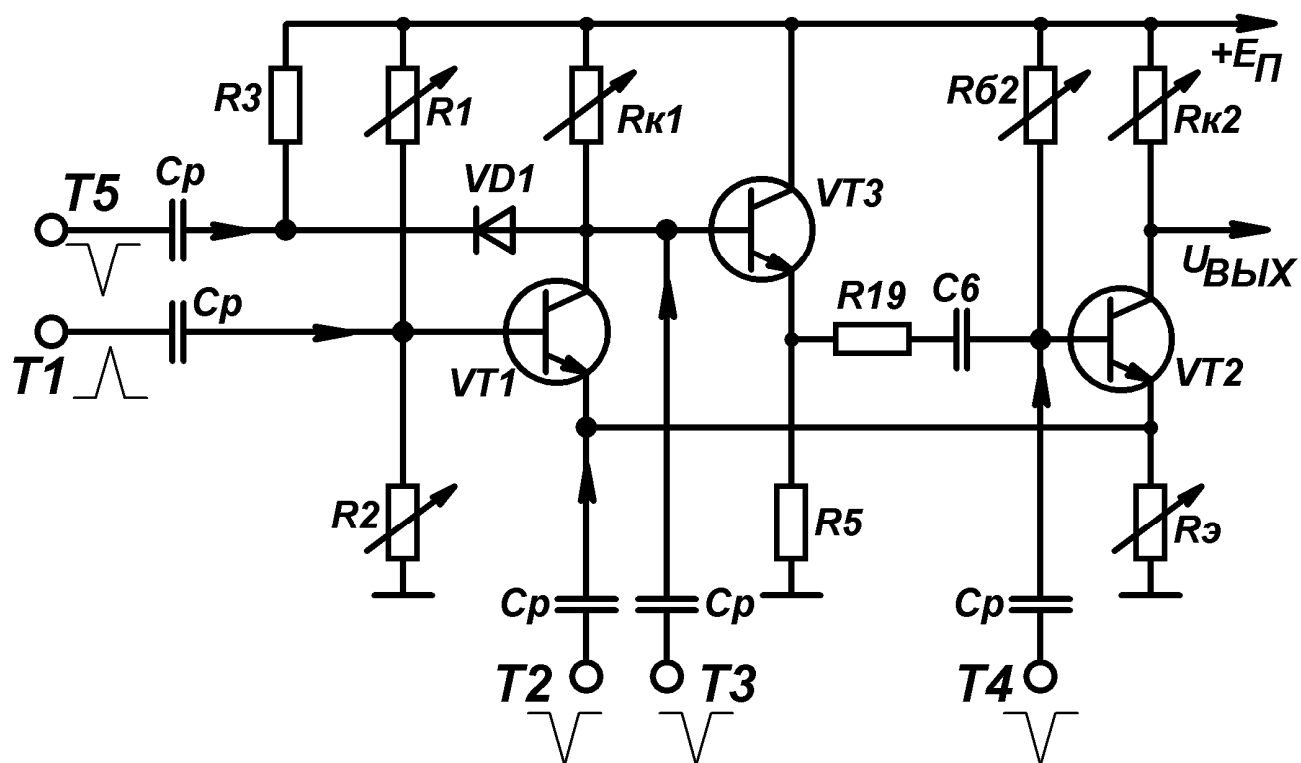 +EП
R3
R1
Rк1
Rб2
Rк2
T5
Cp
VD1
VT3
UВЫХ
Cp
R19
C6
T1
VT1
VT2
R2
R5
Rэ
Cp
Cp
Cp
T2
T3
T4